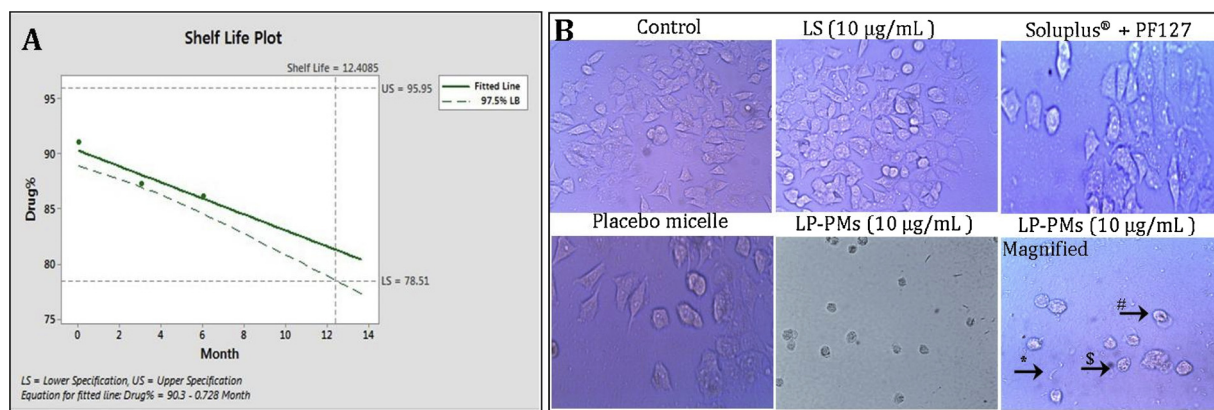 A
Shelf Life Plot
Shelf Life = 12.4085
US = 95.95
Fitted Line
97.5% LB
95
90
85
80
75
Drug%
LS = 78.51
0 2 4 6 8 10 12 14
Month
LS = Lower Specification, US = Upper Specification
Equation for fitted line: Drug% = 90.3 - 0.728 Month
B
Control
LS (10 µg/mL)
Soluplus® + PF127
Placebo micelle
LP-PMs (10 µg/mL)
LP-PMs (10 µg/mL)
Magnified
#
*
$